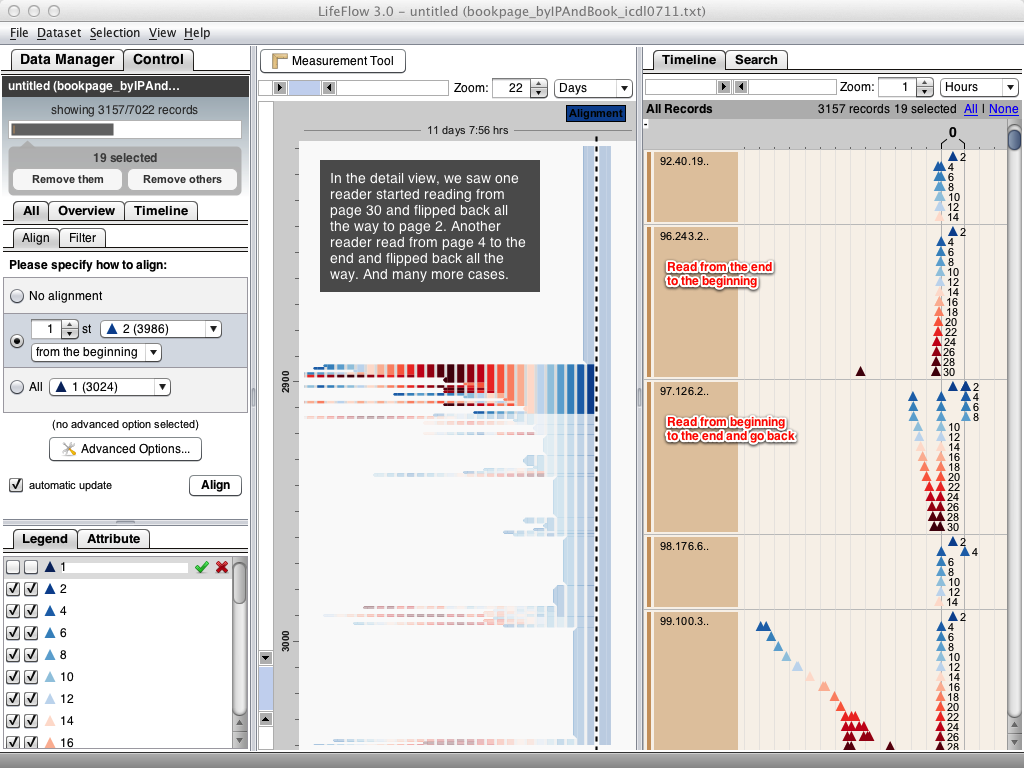 LifeFlow 3.0 – untitled (bookpage_byIPAndBook_icdl0711.txt)
File Dataset Selection View Help
Data Manager Control
untitled (bookpage_byIPAnd...
showing 3157/7022 records
19 selected
Remove them Remove others
All Overview Timeline
Align Filter
Please specify how to align:
No alignment
1 st 2 (3986)
from the beginning
All 1 (3024)
(no advanced option selected)
Advanced Options...
automatic update Align
Legend Attribute
1
2
4
6
8
10
12
14
16
Measurement Tool
Zoom: 22 Days
Alignment
11 days 7:56 hrs
In the detail view, we saw one
reader started reading from
page 30 and flipped back all
the way to page 2. Another
reader read from page 4 to the
end and flipped back all the
way. And many more cases.
2900
3000
Timeline Search
Zoom: 1 Hours
All Records 3157 records 19 selected All | None
0
92.40.19..
2
4
6
8
10
12
14
96.243.2..
Read from the end
to the beginning
2
4
6
8
10
12
14
16
18
20
22
24
26
28
30
97.126.2..
Read from beginning
to the end and go back
2
4
6
8
10
12
14
16
18
20
22
24
26
28
30
98.176.6..
2
4
6
8
10
12
14
99.100.3..
2
4
6
8
10
12
14
16
18
20
22
24
26
28